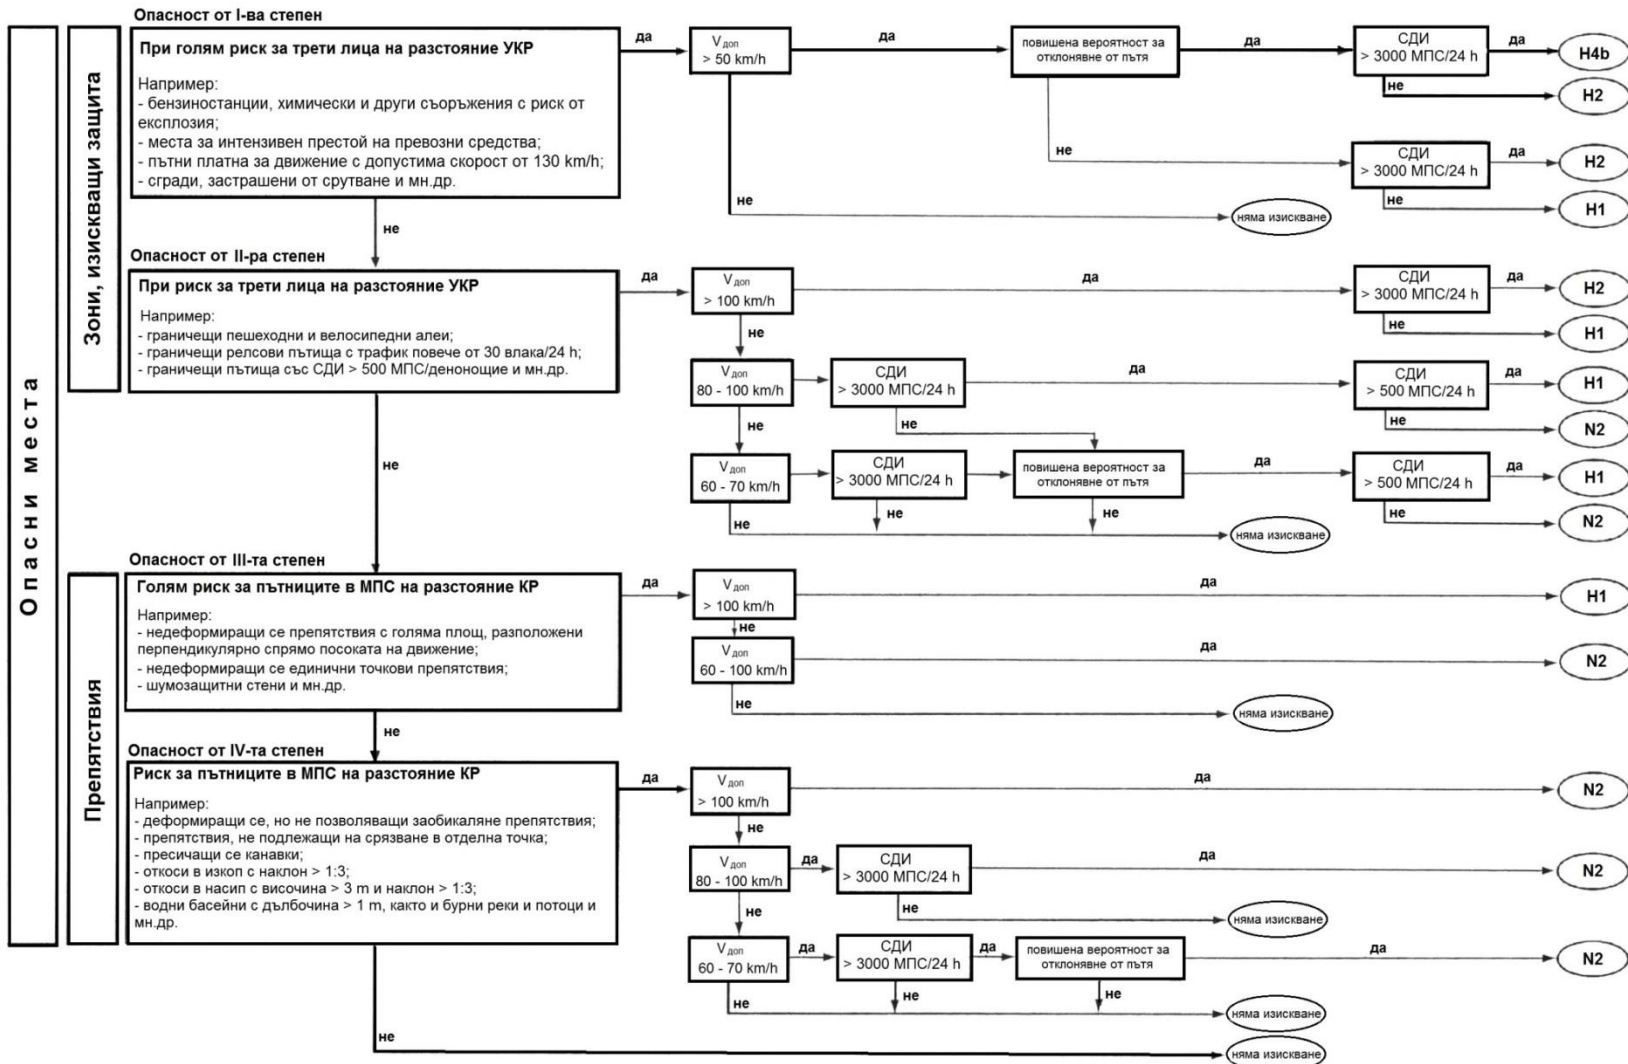 Опасни места
Зони, изискващи защита
Опасност от I-ва степен
При голям риск за трети лица на разстояние УКР
Например:
- бензиностанции, химически и други съоръжения с риск от
експлозия;
- места за интензивен престой на превозни средства;
- пътни платна за движение с допустима скорост от 130 km/h;
- сгради, застрашени от срутване и мн.др.
да
Vдоп
> 50 km/h
да
повишена вероятност за
отклонявне от пътя
да
СДИ
> 3000 МПС/24 h
да
H4b
не
H2
не
СДИ
> 3000 МПС/24 h
да
H2
не
H1
не
няма изискване
не
Опасност от II-ра степен
При риск за трети лица на разстояние УКР
Например:
- граничещи пешеходни и велосипедни алеи;
- граничещи релсови пътища с трафик повече от 30 влака/24 h;
- граничещи пътища със СДИ > 500 МПС/денонощие и мн.др.
да
Vдоп
> 100 km/h
да
СДИ
> 3000 МПС/24 h
да
H2
не
H1
не
Vдоп
80 - 100 km/h
СДИ
> 3000 МПС/24 h
да
СДИ
> 500 МПС/24 h
да
H1
не
N2
не
не
Vдоп
60 - 70 km/h
СДИ
> 3000 МПС/24 h
повишена вероятност за
отклонявне от пътя
да
СДИ
> 500 МПС/24 h
да
H1
не
N2
не
не
не
няма изискване
не
Препятствия
Опасност от III-та степен
Голям риск за пътниците в МПС на разстояние КР
Например:
- недеформиращи се препятствия с голяма площ, разположени
перпендикулярно спрямо посоката на движение;
- недеформиращи се единични точкови препятствия;
- шумозащитни стени и мн.др.
да
Vдоп
> 100 km/h
да
H1
не
Vдоп
60 - 100 km/h
да
N2
не
няма изискване
не
Опасност от IV-та степен
Риск за пътниците в МПС на разстояние КР
Например:
- деформиращи се, но не позволяващи заобикаляне препятствия;
- препятствия, не подлежащи на срязване в отделна точка;
- пресичащи се канавки;
- откоси в изкоп с наклон > 1:3;
- откоси в насип с височина > 3 m и наклон > 1:3;
- водни басейни с дълбочина > 1 m, както и бурни реки и потоци и
мн.др.
да
Vдоп
> 100 km/h
да
N2
не
Vдоп
80 - 100 km/h
да
СДИ
> 3000 МПС/24 h
да
N2
не
няма изискване
не
Vдоп
60 - 70 km/h
да
СДИ
> 3000 МПС/24 h
да
повишена вероятност за
отклонявне от пътя
да
N2
не
не
не
няма изискване
не
няма изискване